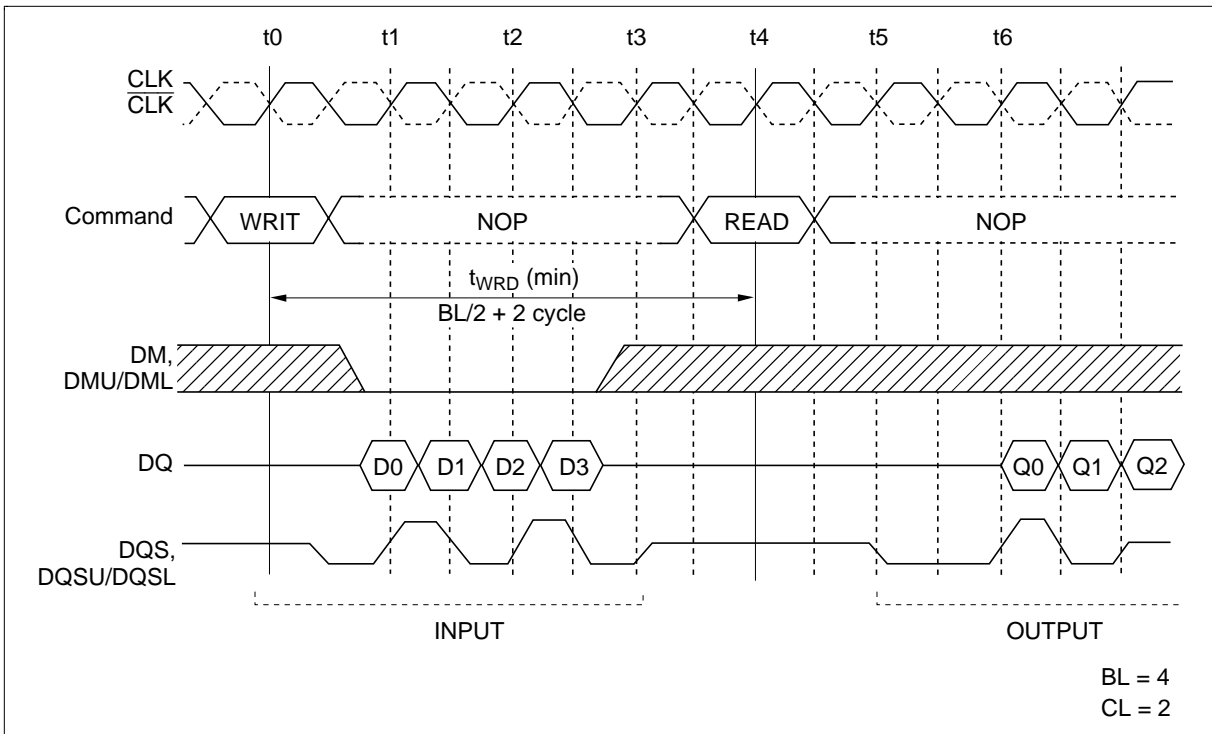 t0 t1 t2 t3 t4 t5 t6
CLK
CLK
Command WRIT NOP READ NOP
tWRD (min)
BL/2 + 2 cycle
DM,
DMU/DML
DQ D0 D1 D2 D3 Q0 Q1 Q2
DQS,
DQSU/DQSL
INPUT OUTPUT
BL = 4
CL = 2